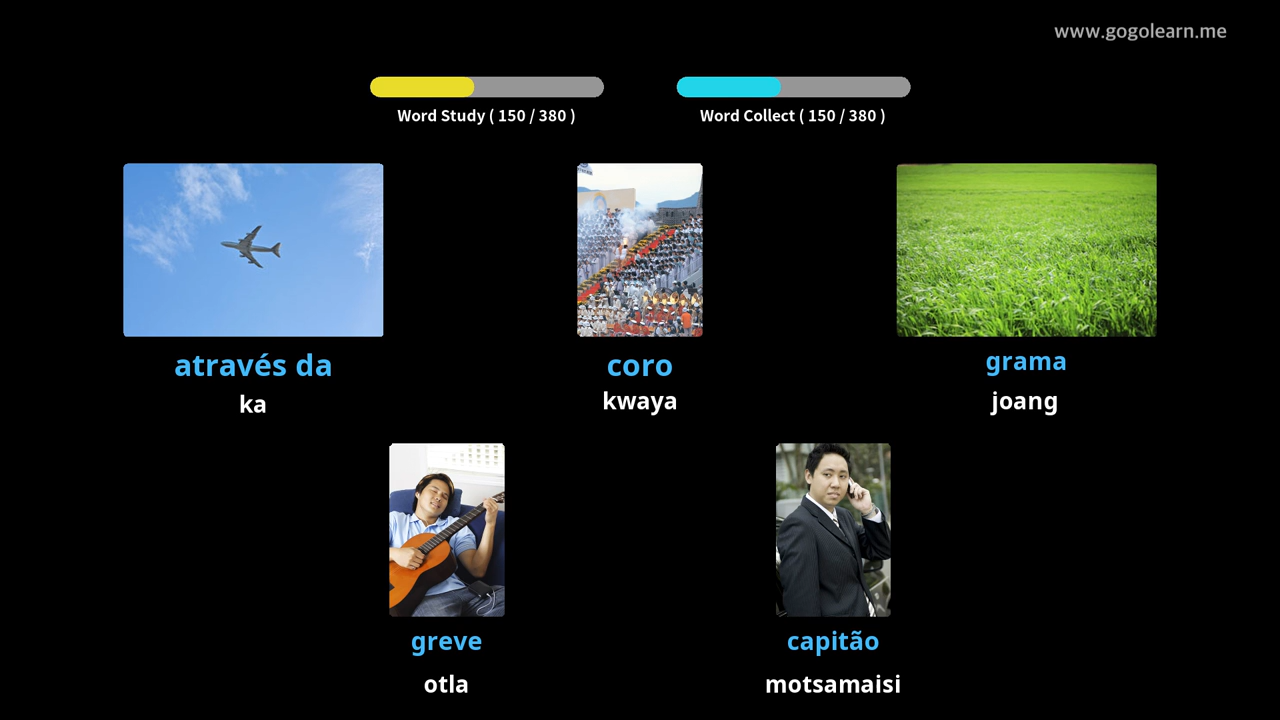 www.gogolearn.me
Word Study ( 150 / 380 )
Word Collect ( 150 / 380 )
através da
ka
coro
kwaya
grama
joang
greve
otla
capitão
motsamaisi